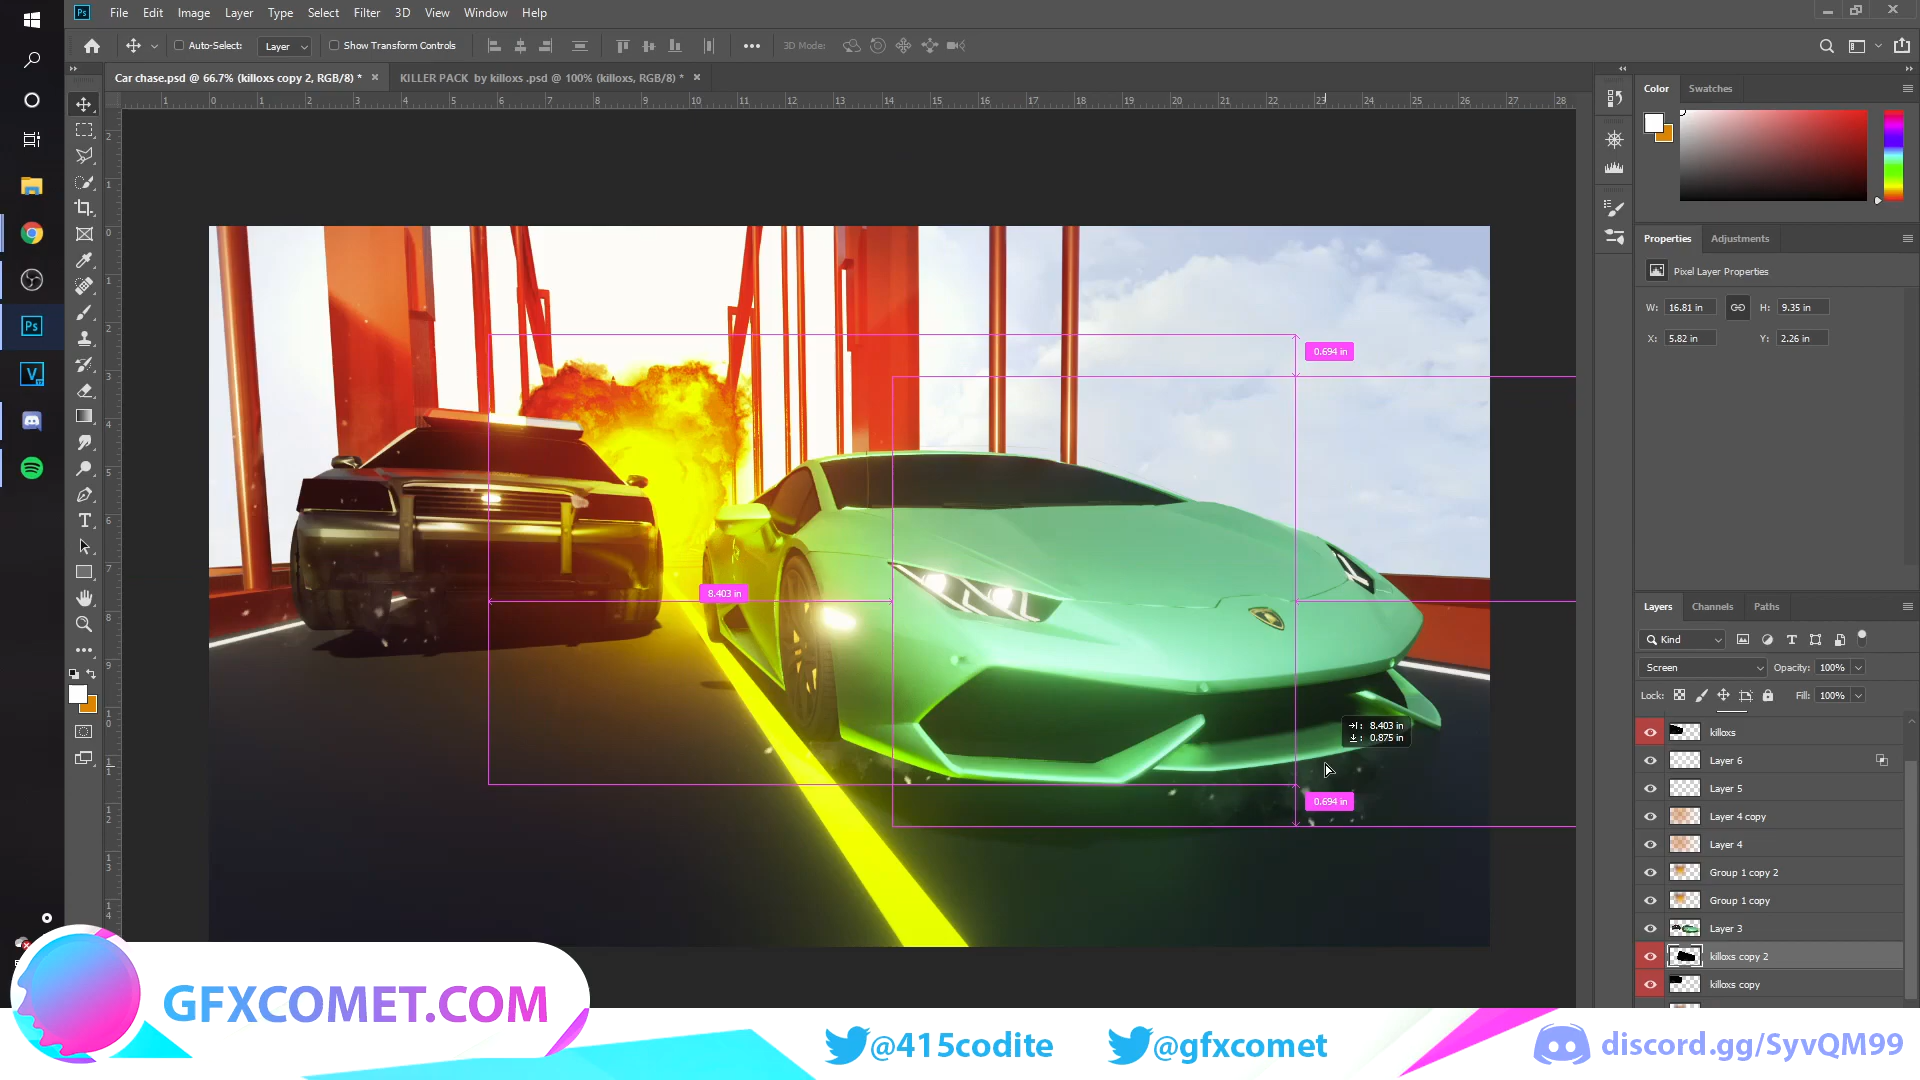 File Edit Image Layer Type Select Filter 3D View Window Help
Auto-Select: Layer Show Transform Controls 3D Mode:
Car chase.psd @ 66.7% (killoxs copy 2, RGB/8) * KILLER PACK by killoxs .psd @ 100% (killoxs, RGB/8) *
Color Swatches
Properties Adjustments
Pixel Layer Properties
W: 16.81 in H: 9.35 in
X: 5.82 in Y: 2.26 in
0.694 in
8.403 in
8.403 in
0.875 in
0.694 in
Layers Channels Paths
Kind
Screen Opacity: 100%
Lock: Fill: 100%
killoxs
Layer 6
Layer 5
Layer 4 copy
Layer 4
Group 1 copy 2
Group 1 copy
Layer 3
killoxs copy 2
killoxs copy
GFXCOMET.COM
@415codite @gfxcomet discord.gg/SyvQM99